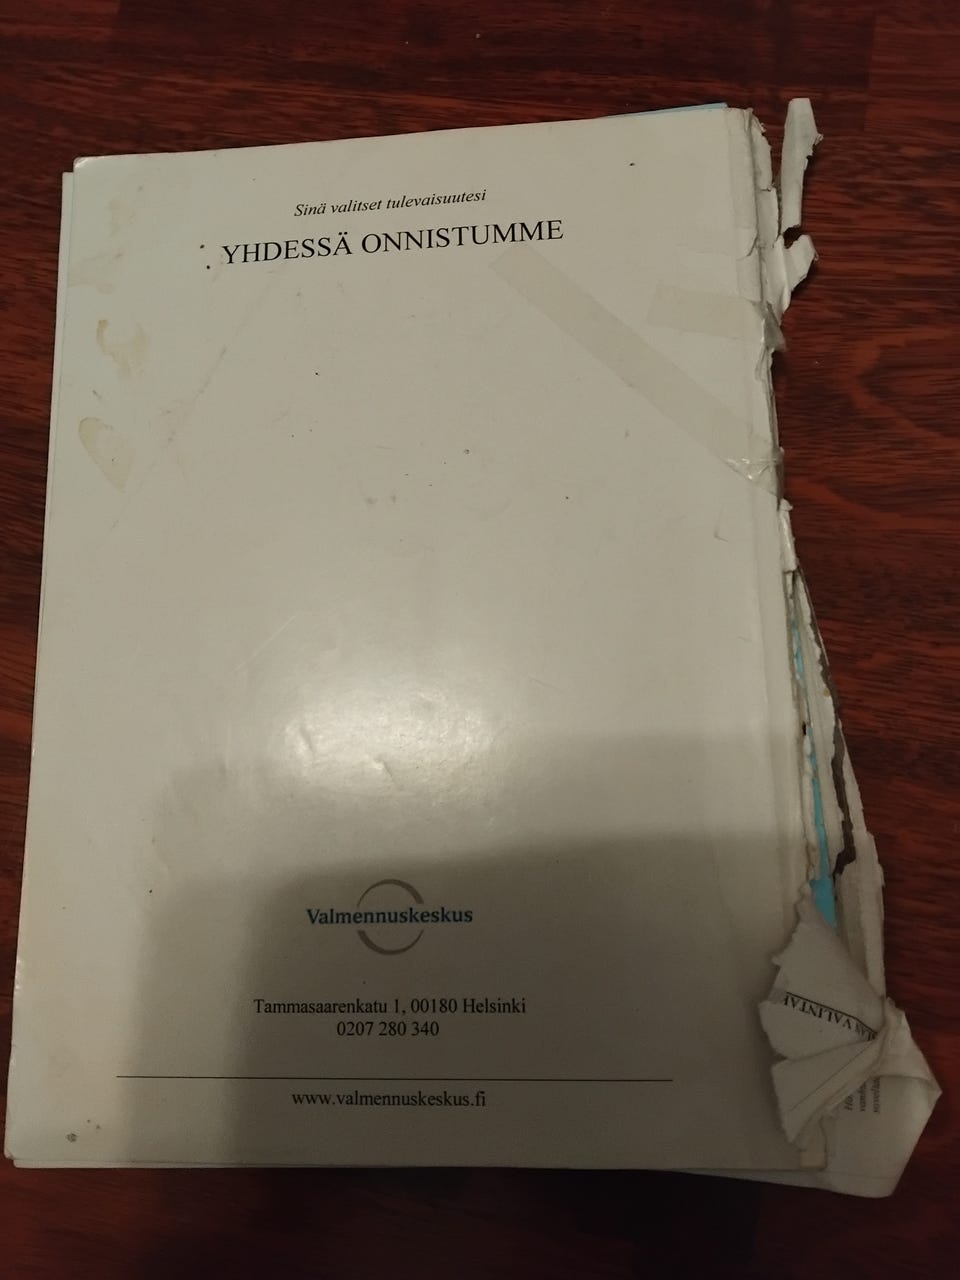 Sinä valitset tulevaisuutesi
YHDESSÄ ONNISTUMME
Valmennuskeskus
Tammasaarenkatu 1, 00180 Helsinki
0207 280 340
www.valmennuskeskus.fi